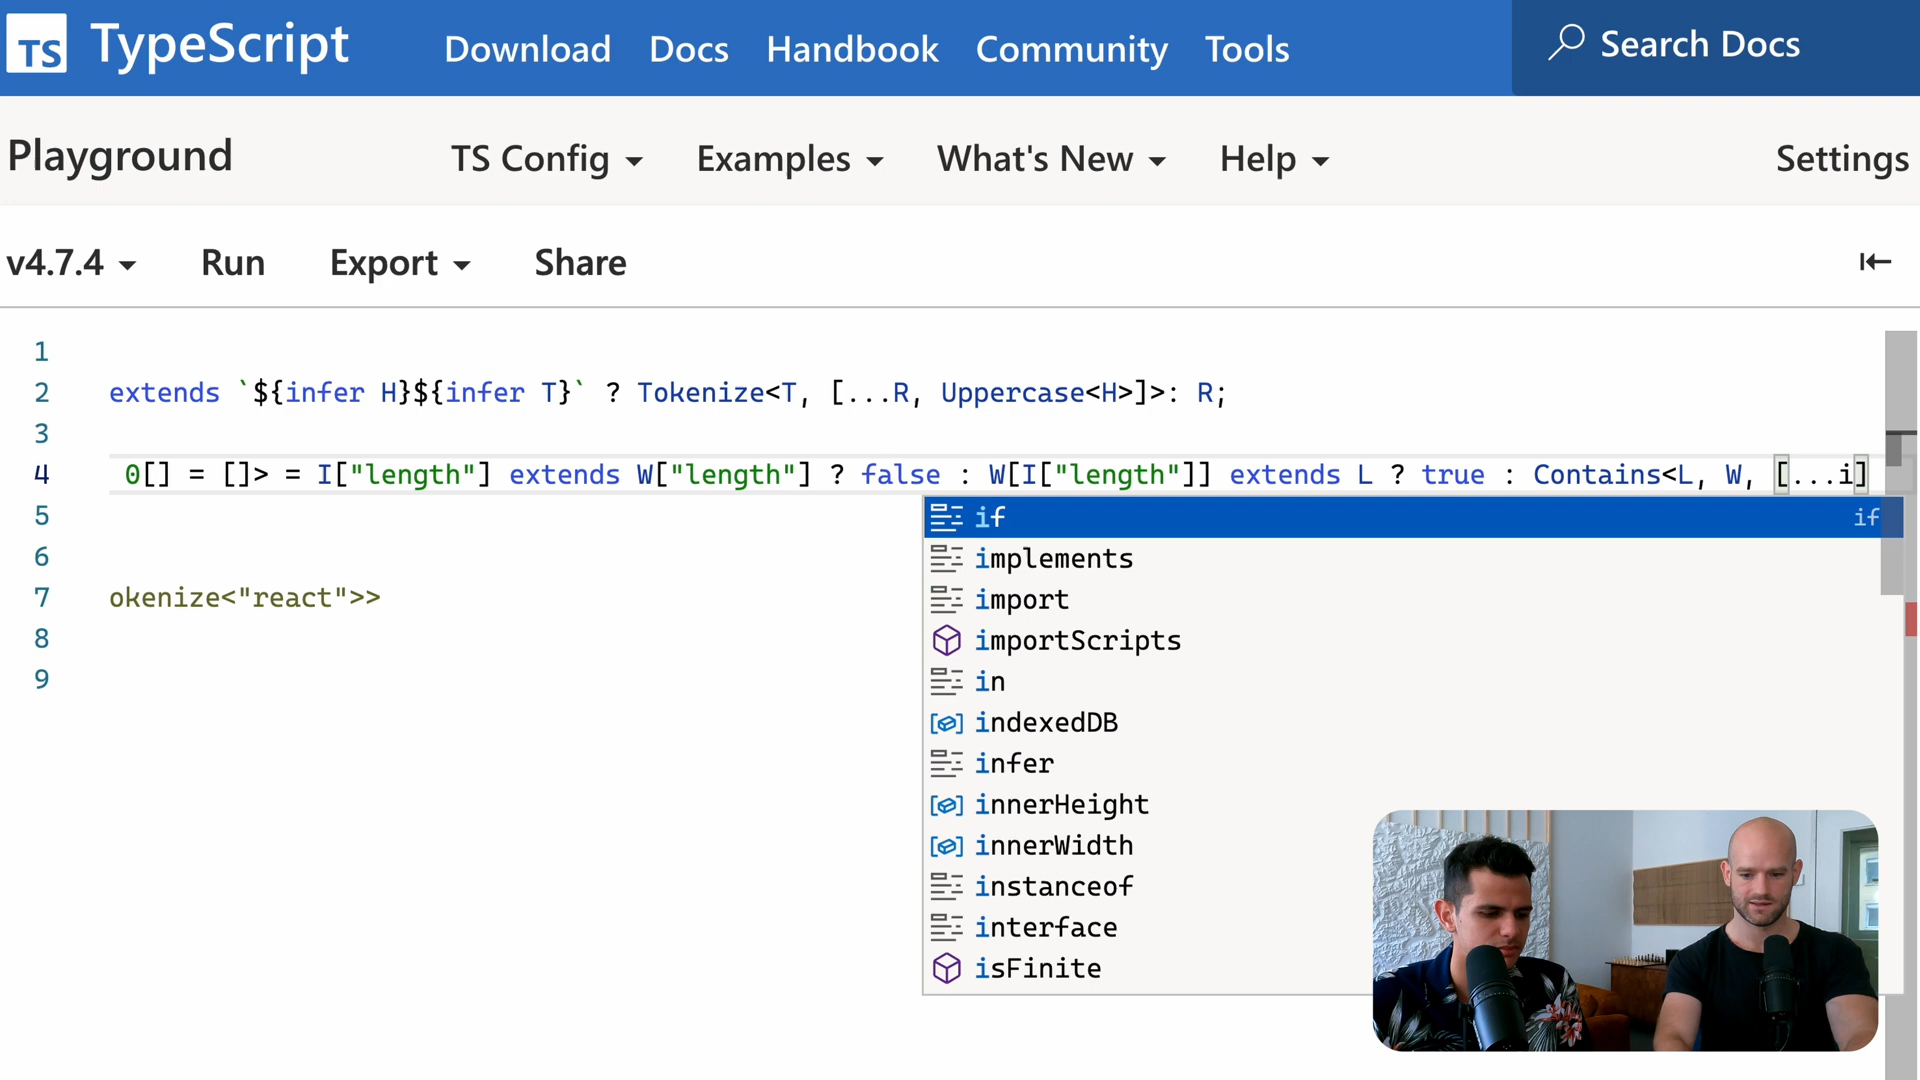 TS TypeScript Download Docs Handbook Community Tools Search Docs
Playground TS Config Examples What's New Help Settings
v4.7.4 Run Export Share
1
2 extends `${infer H}${infer T}` ? Tokenize<T, [...R, Uppercase<H>]>: R;
3
4 0[] = []> = I["length"] extends W["length"] ? false : W[I["length"]] extends L ? true : Contains<L, W, [...i]
5
6
7 okenize<"react">>
8
9
if if
implements
import
importScripts
in
indexedDB
infer
innerHeight
innerWidth
instanceof
interface
isFinite